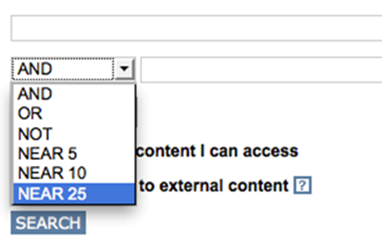 AND
AND
OR
NOT
NEAR 5
content I can access
NEAR 10
NEAR 25
to external content ?
SEARCH